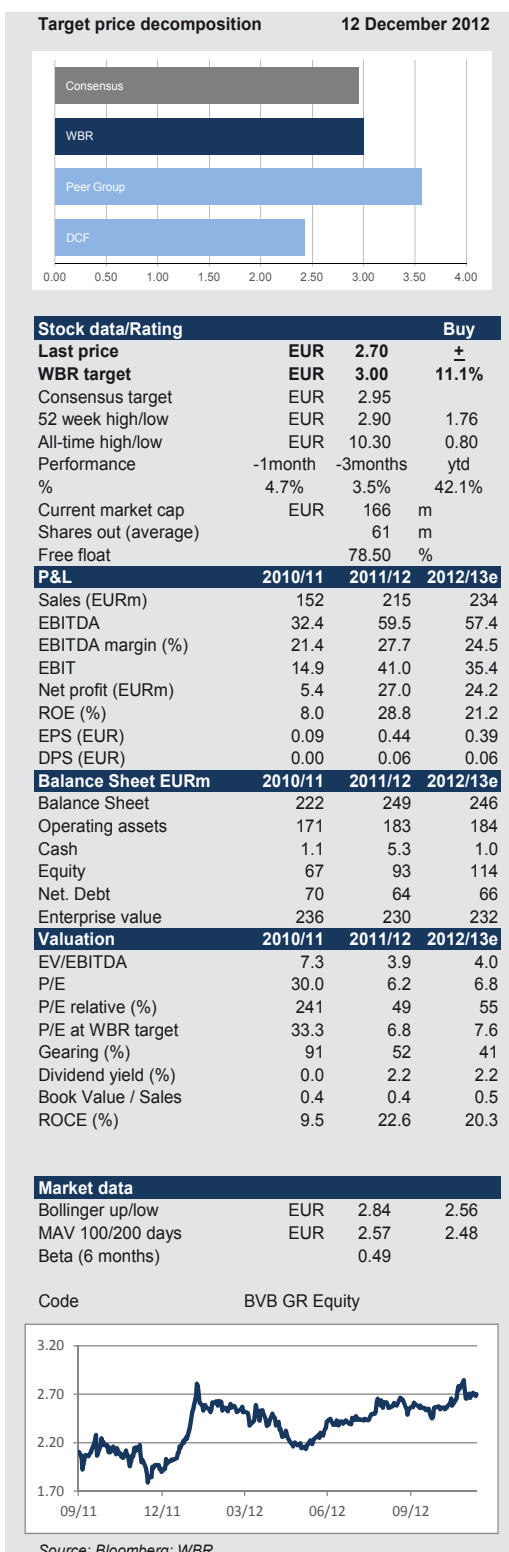 Target price decomposition 12 December 2012
Consensus
WBR
Peer Group
DCF
0.00 0.50 1.00 1.50 2.00 2.50 3.00 3.50 4.00
Stock data/Rating Buy
Last price EUR 2.70 +
WBR target EUR 3.00 11.1%
Consensus target EUR 2.95
52 week high/low EUR 2.90 1.76
All-time high/low EUR 10.30 0.80
Performance -1month -3months ytd
% 4.7% 3.5% 42.1%
Current market cap EUR 166 m
Shares out (average) 61 m
Free float 78.50 %
P&L 2010/11 2011/12 2012/13e
Sales (EURm) 152 215 234
EBITDA 32.4 59.5 57.4
EBITDA margin (%) 21.4 27.7 24.5
EBIT 14.9 41.0 35.4
Net profit (EURm) 5.4 27.0 24.2
ROE (%) 8.0 28.8 21.2
EPS (EUR) 0.09 0.44 0.39
DPS (EUR) 0.00 0.06 0.06
Balance Sheet EURm 2010/11 2011/12 2012/13e
Balance Sheet 222 249 246
Operating assets 171 183 184
Cash 1.1 5.3 1.0
Equity 67 93 114
Net. Debt 70 64 66
Enterprise value 236 230 232
Valuation 2010/11 2011/12 2012/13e
EV/EBITDA 7.3 3.9 4.0
P/E 30.0 6.2 6.8
P/E relative (%) 241 49 55
P/E at WBR target 33.3 6.8 7.6
Gearing (%) 91 52 41
Dividend yield (%) 0.0 2.2 2.2
Book Value / Sales 0.4 0.4 0.5
ROCE (%) 9.5 22.6 20.3
Market data
Bollinger up/low EUR 2.84 2.56
MAV 100/200 days EUR 2.57 2.48
Beta (6 months) 0.49
Code BVB GR Equity
3.20
2.70
2.20
1.70
09/11 12/11 03/12 06/12 09/12
Source: Bloomberg; WBR